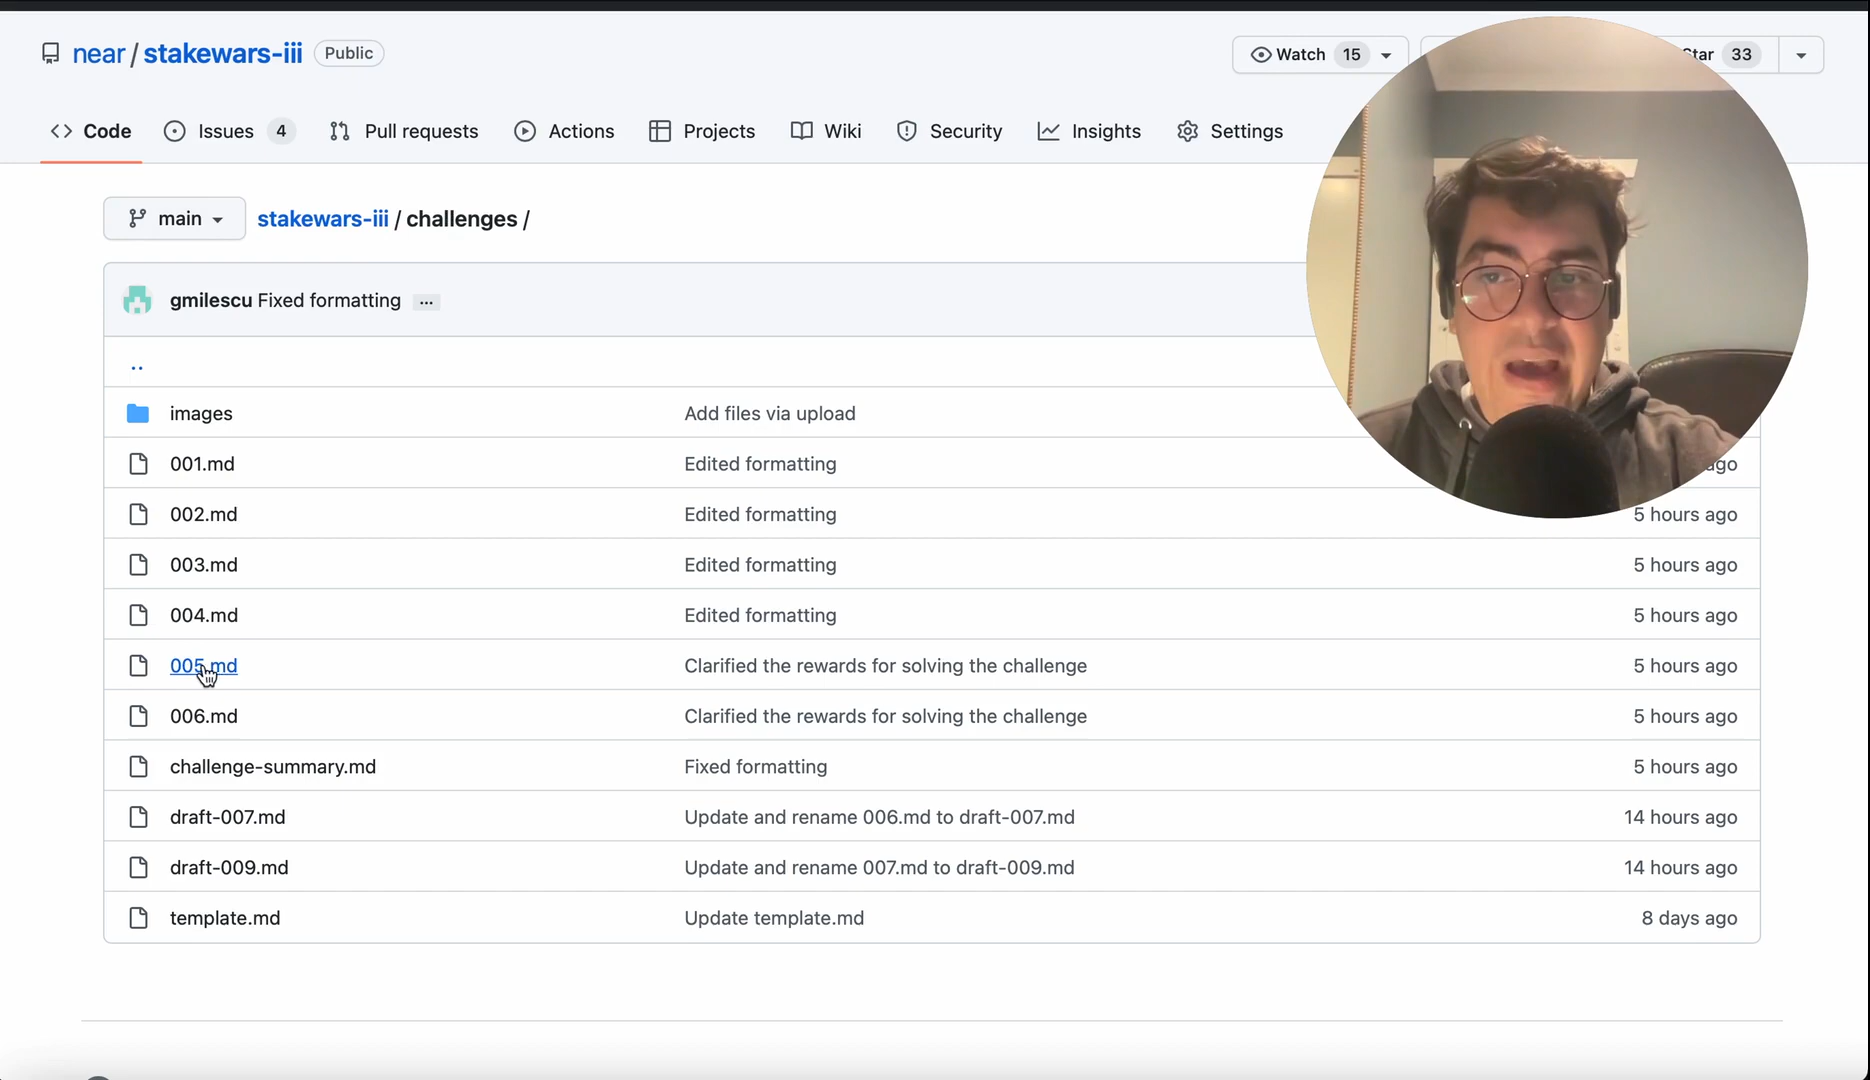 near / stakewars-iii Public
Watch 15
Star 33
Code
Issues 4
Pull requests
Actions
Projects
Wiki
Security
Insights
Settings
main
stakewars-iii / challenges /
gmilescu Fixed formatting ...
..
images Add files via upload
001.md Edited formatting ago
002.md Edited formatting 5 hours ago
003.md Edited formatting 5 hours ago
004.md Edited formatting 5 hours ago
005.md Clarified the rewards for solving the challenge 5 hours ago
006.md Clarified the rewards for solving the challenge 5 hours ago
challenge-summary.md Fixed formatting 5 hours ago
draft-007.md Update and rename 006.md to draft-007.md 14 hours ago
draft-009.md Update and rename 007.md to draft-009.md 14 hours ago
template.md Update template.md 8 days ago